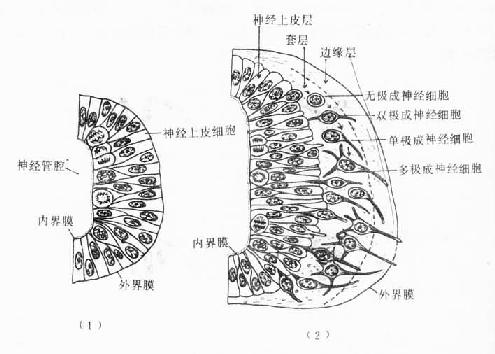 神经上皮层
套层
边缘层
无极成神经细胞
双极成神经细胞
单极成神经细胞
多极成神经细胞
神经上皮细胞
神经管腔
内界膜
外界膜
(1)
内界膜
外界膜
(2)